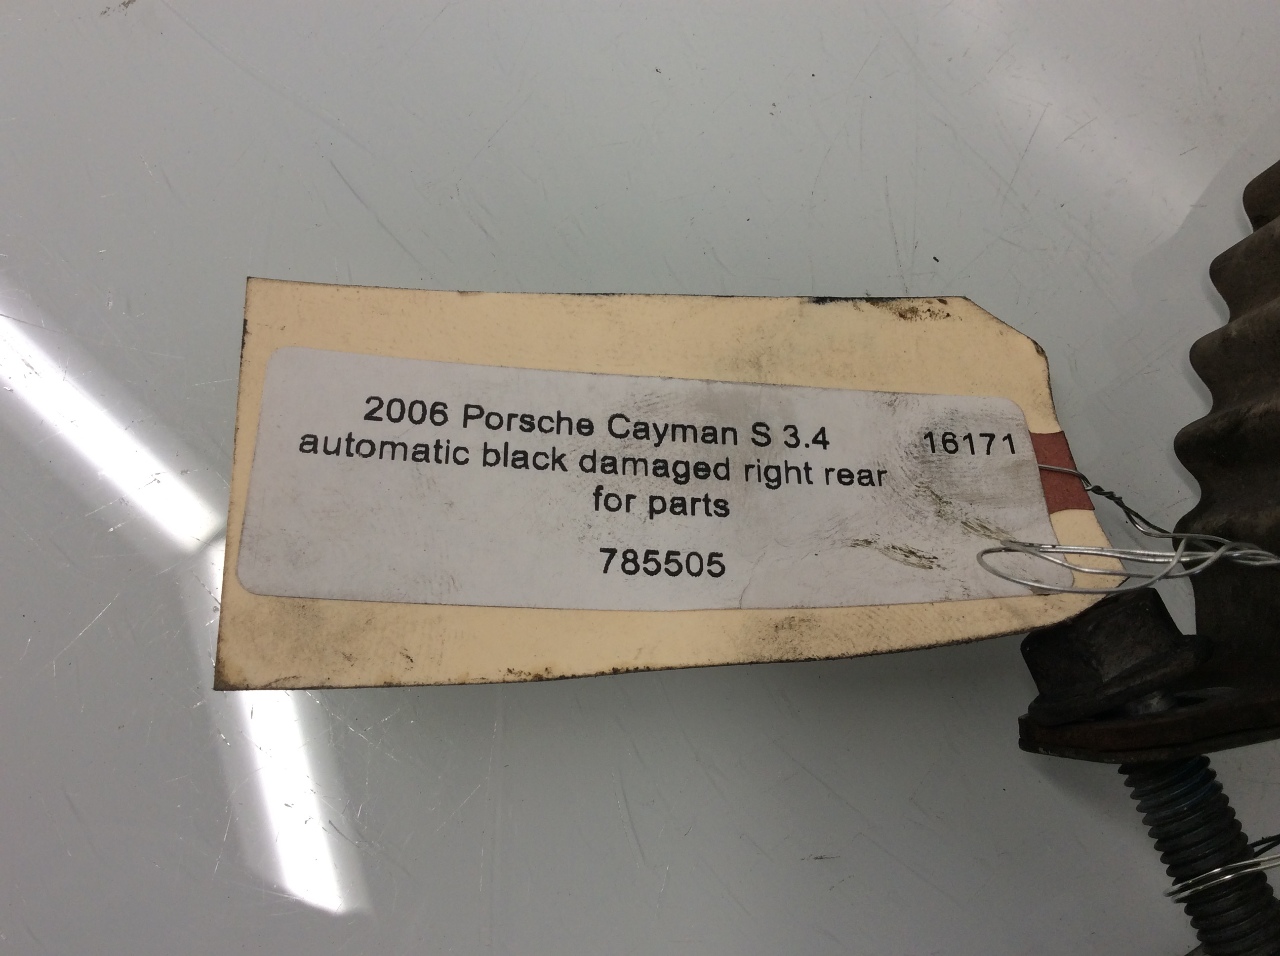 2006 Porsche Cayman S 3.4
16171
automatic black damaged right rear
for parts
785505